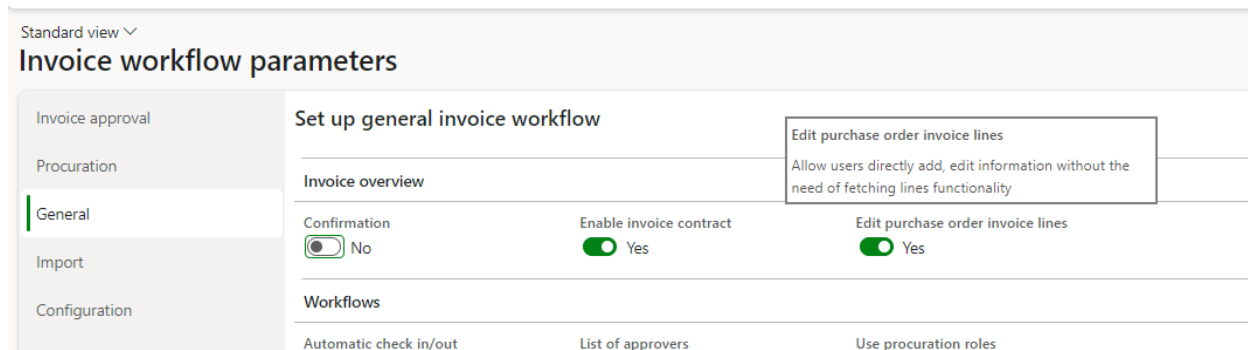 Standard view
Invoice workflow parameters
Invoice approval
Procuration
General
Import
Configuration
Set up general invoice workflow
Edit purchase order invoice lines
Allow users directly add, edit information without the
need of fetching lines functionality
Invoice overview
Confirmation
No
Enable invoice contract
Yes
Edit purchase order invoice lines
Yes
Workflows
Automatic check in/out
List of approvers
Use procuration roles